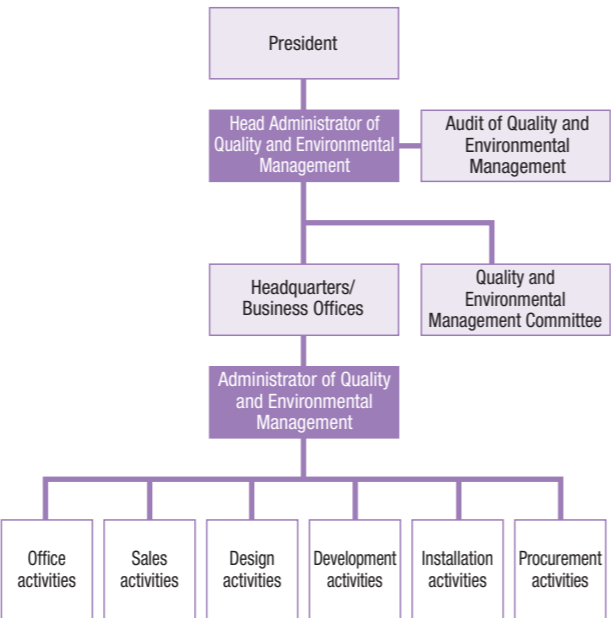 President
Head Administrator of
Quality and Environmental
Management
Audit of Quality and
Environmental
Management
Headquarters/
Business Offices
Quality and
Environmental
Management Committee
Administrator of Quality
and Environmental
Management
Office
activities
Sales
activities
Design
activities
Development
activities
Installation
activities
Procurement
activities